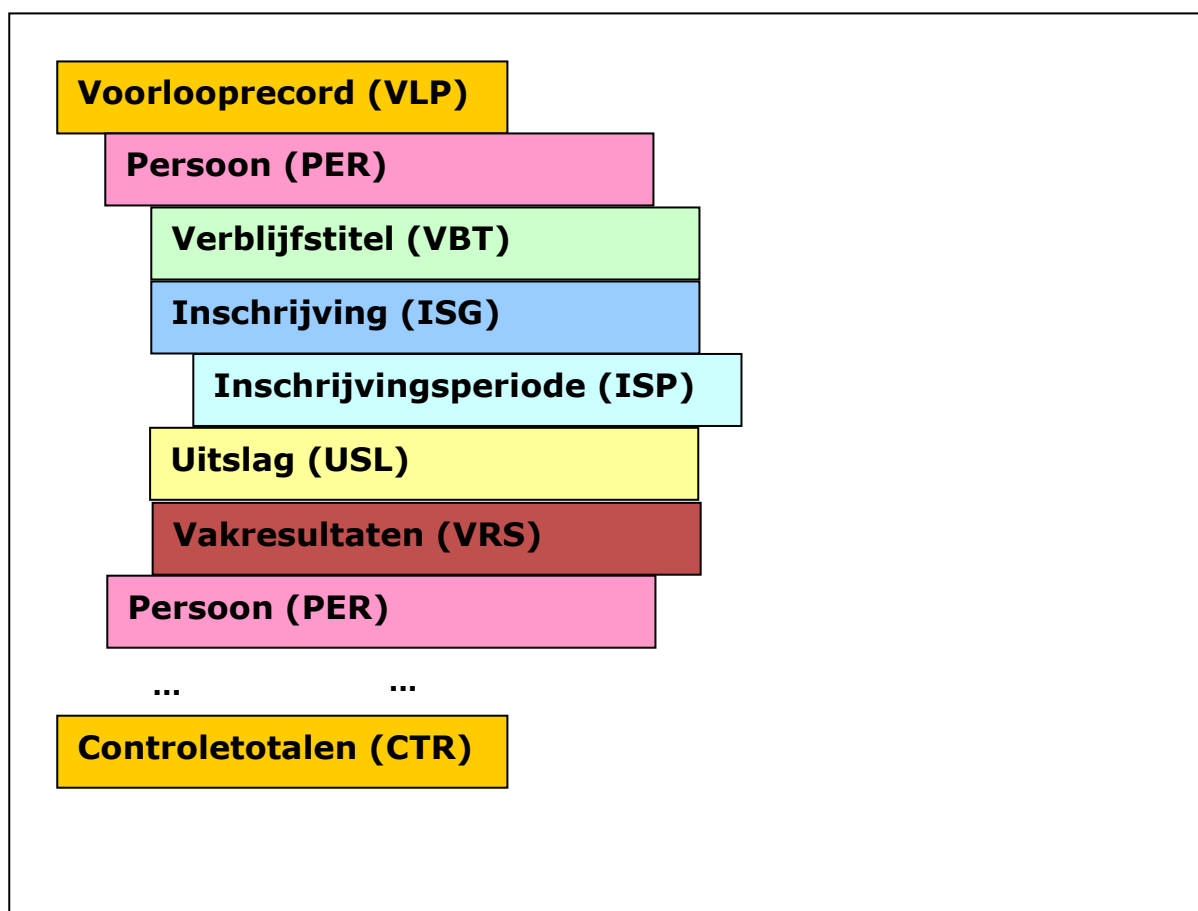 Voorlooprecord (VLP)
Persoon (PER)
Verblijfstitel (VBT)
Inschrijving (ISG)
Inschrijvingsperiode (ISP)
Uitslag (USL)
Vakresultaten (VRS)
Persoon (PER)
... ...
Controletotalen (CTR)